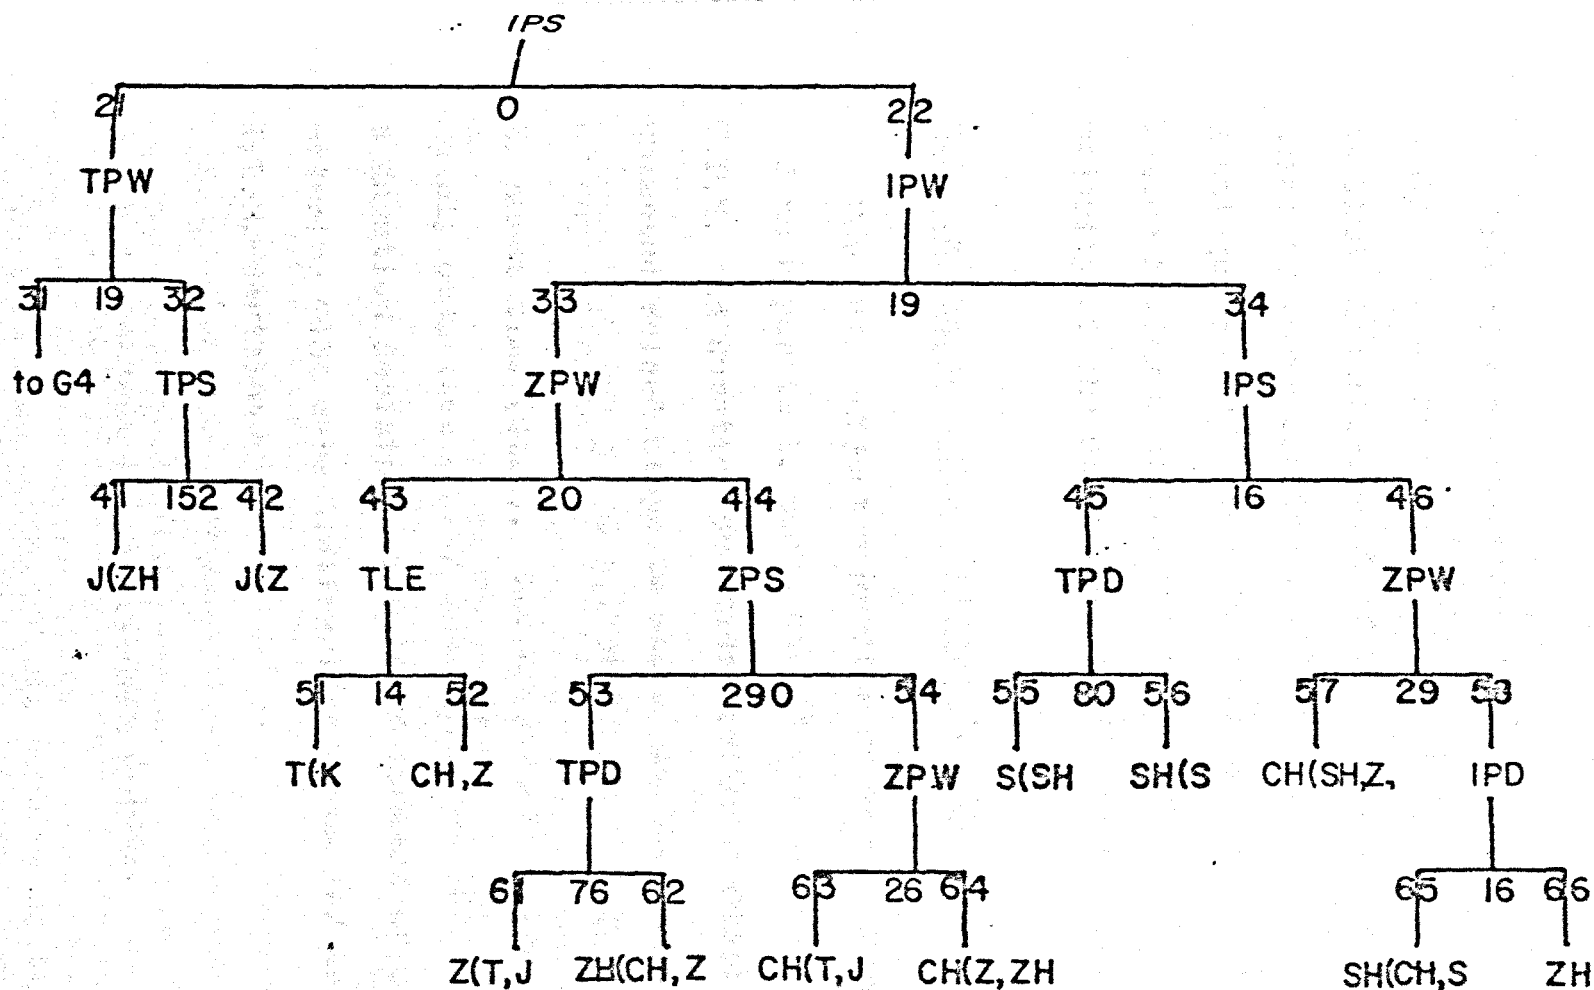 IPS
21 0 22
TPW IPW
31 19 32 33 19 34
to G4 TPS ZPW IPS
41 152 42 43 20 44 45 16 46
J(ZH J(Z TLE ZPS TPD ZPW
51 14 52 53 290 54 55 80 56 57 29 58
T(K CH,Z TPD ZPW S(SH SH(S CH(SH,Z, IPD
61 76 62 63 26 64 65 16 66
Z(T,J ZH(CH,Z CH(T,J CH(Z,ZH SH(CH,S ZH